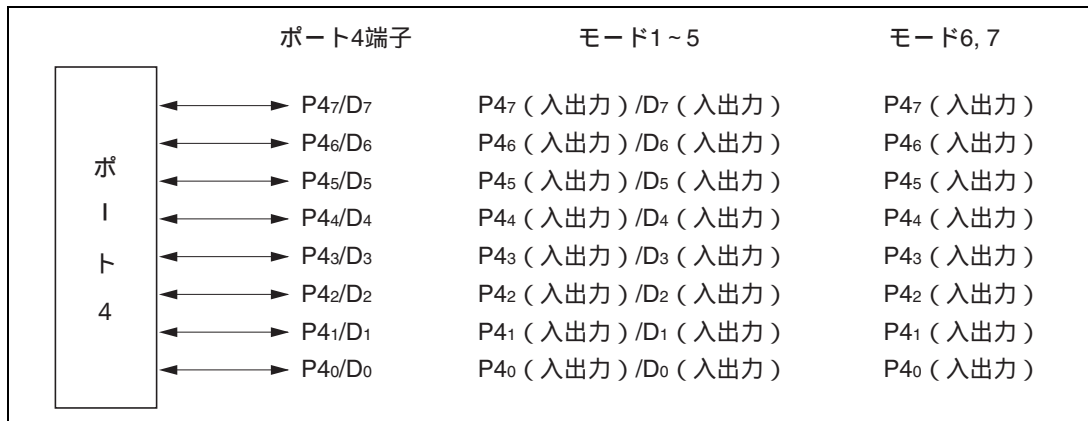 ポート4端子 モード1~5 モード6, 7
ポート4
P47/D7 P47(入出力)/D7(入出力) P47(入出力)
P46/D6 P46(入出力)/D6(入出力) P46(入出力)
P45/D5 P45(入出力)/D5(入出力) P45(入出力)
P44/D4 P44(入出力)/D4(入出力) P44(入出力)
P43/D3 P43(入出力)/D3(入出力) P43(入出力)
P42/D2 P42(入出力)/D2(入出力) P42(入出力)
P41/D1 P41(入出力)/D1(入出力) P41(入出力)
P40/D0 P40(入出力)/D0(入出力) P40(入出力)